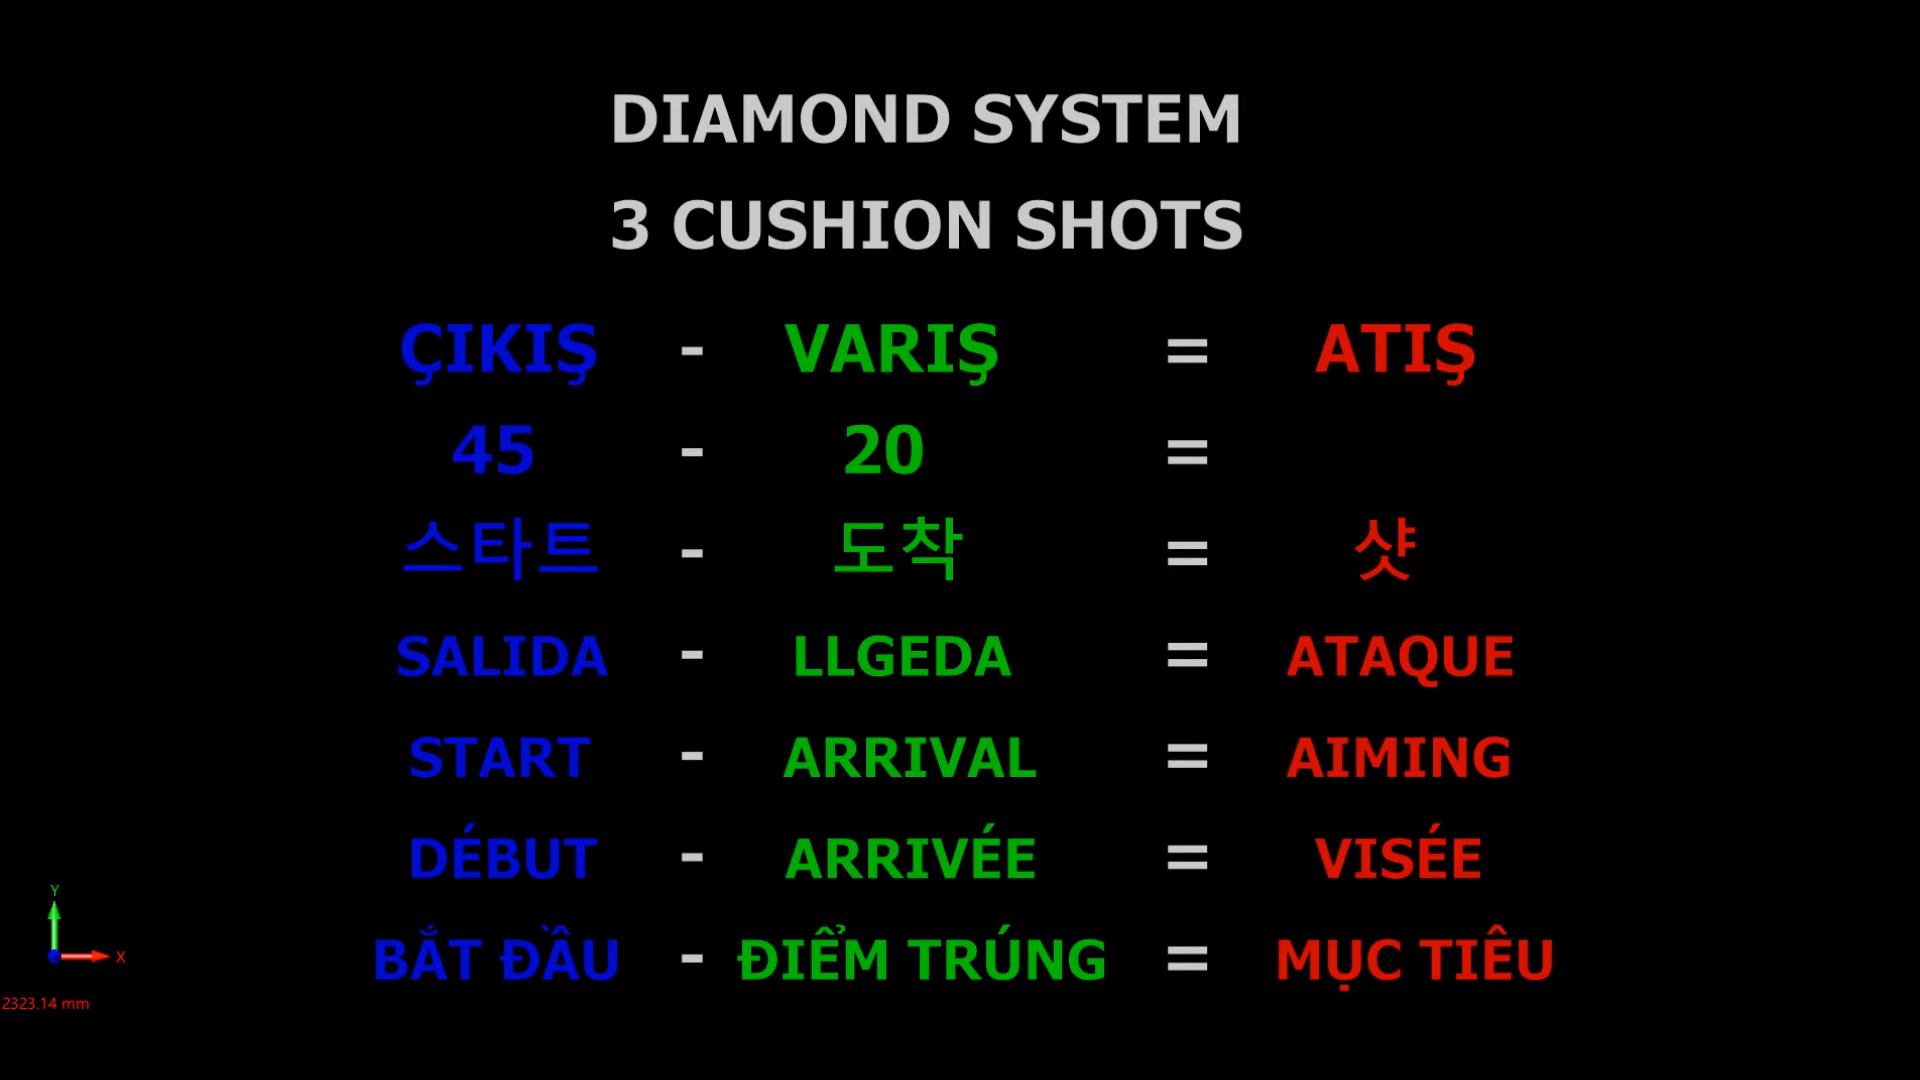 DIAMOND SYSTEM
3 CUSHION SHOTS
ÇIKIŞ - VARIŞ = ATIŞ
45 - 20 =
스타트 - 도착 = 샷
SALIDA - LLGEDA = ATAQUE
START - ARRIVAL = AIMING
DÉBUT - ARRIVÉE = VISÉE
BẮT ĐẦU - ĐIỂM TRÚNG = MỤC TIÊU
Y
X
2323.14 mm